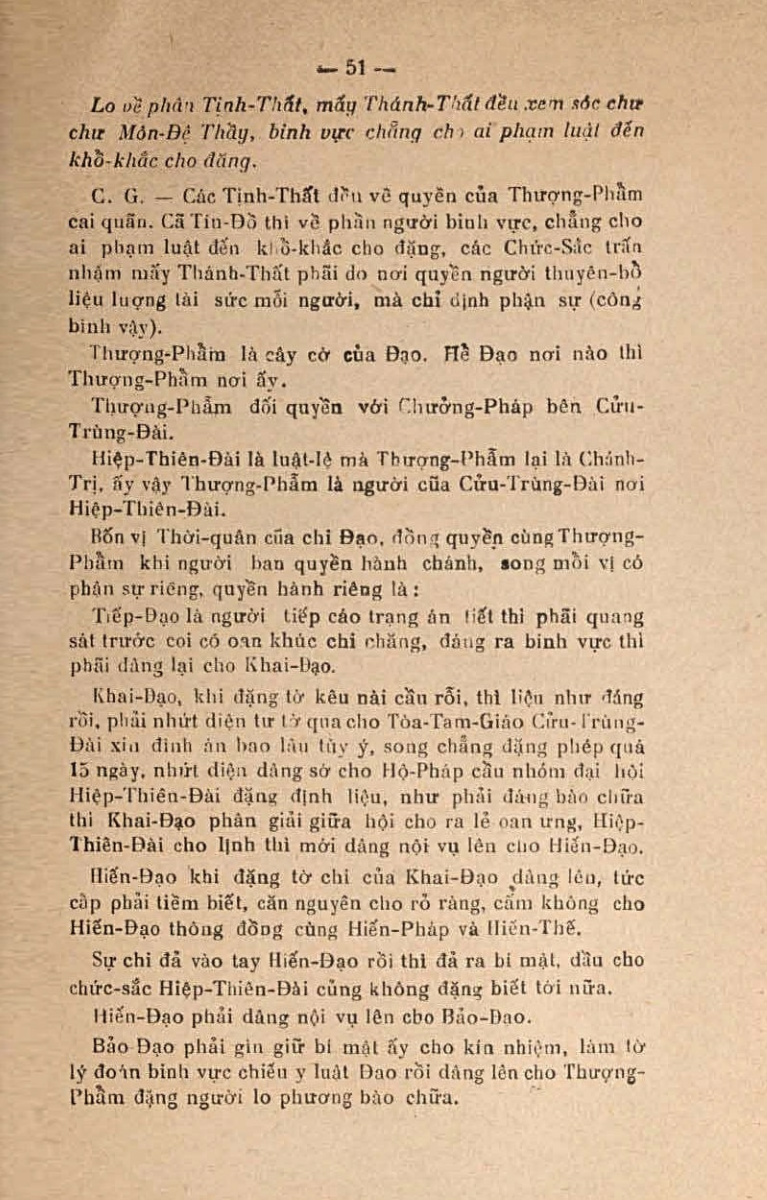 — 51 —
Lo về phần Tịnh-Thất, mấy Thánh-Thất đều xem sóc chư
chư Môn-Đệ Thầy, binh vực chẳng cho ai phạm luật đến
khổ-khắc cho đặng.
C. G. — Các Tịnh-Thất đều về quyền của Thượng-Phẩm
cai quãn. Cã Tín-Đồ thì về phần người binh vực, chẳng cho
ai phạm luật đến khổ-khắc cho đặng, các Chức-Sắc trấn
nhậm mấy Thánh-Thất phãi do nơi quyền người thuyên-bổ
liệu lượng tài sức mỗi người, mà chỉ định phận sự (công
binh vậy).
Thượng-Phẩm là cây cờ của Đạo. Hễ Đạo nơi nào thì
Thượng-Phẩm nơi ấy.
Thượng-Phẩm đối quyền với Chưởng-Pháp bên Cửu-
Trùng-Đài.
Hiệp-Thiên-Đài là luật-lệ mà Thượng-Phẩm lại là Chánh-
Trị, ấy vậy Thượng-Phẩm là người cũa Cửu-Trùng-Đài nơi
Hiệp-Thiên-Đài.
Bốn vị Thời-quân cũa chi Đạo, đồng quyền cùng Thượng-
Phẩm khi người ban quyền hành chánh, song mỗi vị có
phận sự riêng, quyền hành riêng là :
Tiếp-Đạo là người tiếp cáo trạng án tiết thì phãi quang
sát trước coi có oan khúc chi chăng, đáng ra binh vực thì
phãi dâng lại cho Khai-Đạo.
Khai-Đạo, khi đặng tờ kêu nài cầu rỗi, thì liệu như đáng
rồi, phải nhứt diện tư tờ qua cho Tòa-Tam-Giáo Cửu-Trùng-
Đài xin đình án bao lâu tùy ý, song chẳng đặng phép quá
15 ngày, nhứt diện dâng sớ cho Hộ-Pháp cầu nhóm đại hội
Hiệp-Thiên-Đài đặng định liệu, như phải đáng bào chữa
thì Khai-Đạo phân giải giữa hội cho ra lẽ oan ưng, Hiệp-
Thiên-Đài cho lịnh thì mới dâng nội vụ lên cho Hiến-Đạo.
Hiến-Đạo khi đặng tờ chi của Khai-Đạo dâng lên, tức
cấp phải tiềm biết, căn nguyên cho rỏ ràng, cấm không cho
Hiến-Đạo thông đồng cùng Hiến-Pháp và Hiến-Thế.
Sự chi đả vào tay Hiến-Đạo rồi thì đả ra bí mật, dầu cho
chức-sắc Hiệp-Thiên-Đài củng không đặng biết tới nữa.
Hiến-Đạo phải dâng nội vụ lên cho Bảo-Đạo.
Bảo Đạo phải gìn giữ bí mật ấy cho kín nhiệm, làm tờ
lý đoán binh vực chiếu y luật Đạo rồi dâng lên cho Thượng-
Phẩm đặng người lo phương bào chữa.